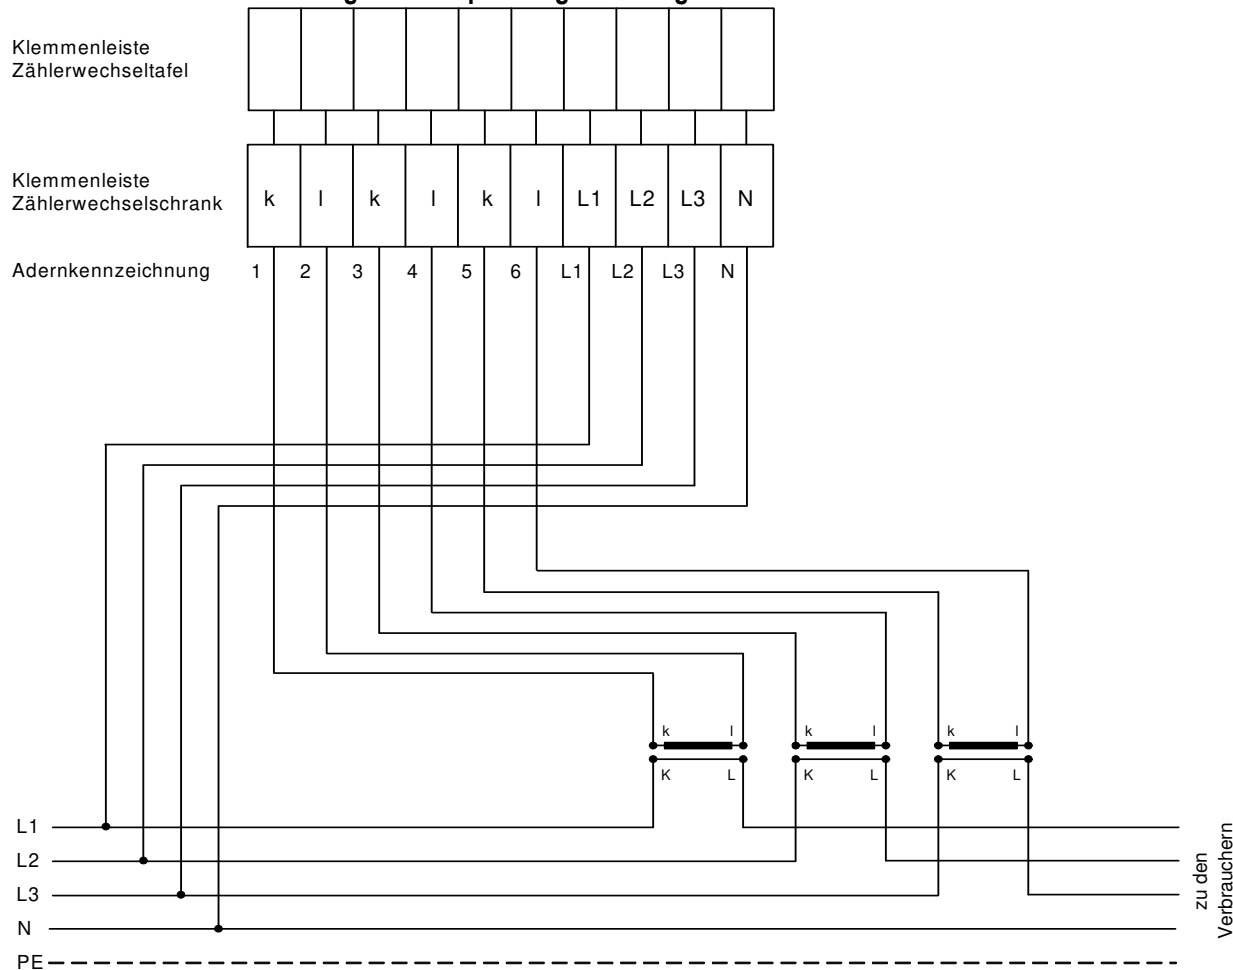 Klemmenleiste
Zählerwechseltafel
Klemmenleiste
Zählerwechselschrank
k l k l k l L1 L2 L3 N
Adernkennzeichnung 1 2 3 4 5 6 L1 L2 L3 N
k l k l k l
K L K L K L
L1
L2
L3
N
PE
zu den
Verbrauchern